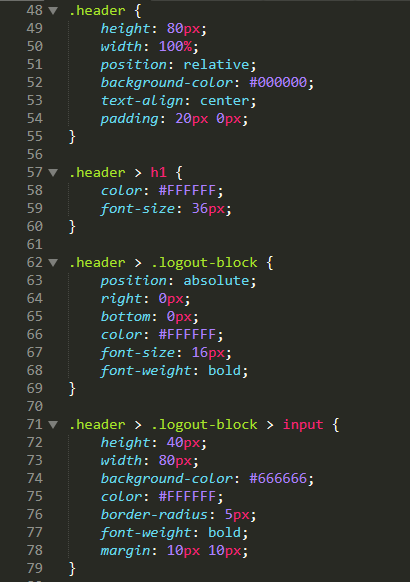 48 .header {
49 height: 80px;
50 width: 100%;
51 position: relative;
52 background-color: #000000;
53 text-align: center;
54 padding: 20px 0px;
55 }
56
57 .header > h1 {
58 color: #FFFFFF;
59 font-size: 36px;
60 }
61
62 .header > .logout-block {
63 position: absolute;
64 right: 0px;
65 bottom: 0px;
66 color: #FFFFFF;
67 font-size: 16px;
68 font-weight: bold;
69 }
70
71 .header > .logout-block > input {
72 height: 40px;
73 width: 80px;
74 background-color: #666666;
75 color: #FFFFFF;
76 border-radius: 5px;
77 font-weight: bold;
78 margin: 10px 10px;
79 }